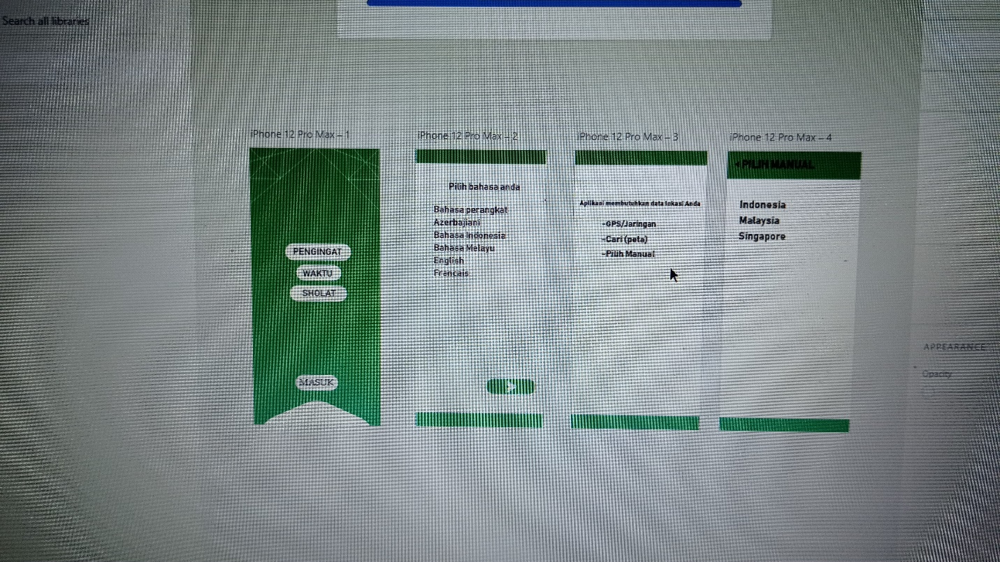 Search all libraries
iPhone 12 Pro Max – 1
PENGINGAT
WAKTU
SHOLAT
MASUK
iPhone 12 Pro Max – 2
Pilih bahasa anda
Bahasa perangkat
Azerbajiani
Bahasa Indonesia
Bahasa Melayu
English
Francais
>
iPhone 12 Pro Max – 3
Aplikasi membutuhkan data lokasi Anda
-GPS/Jaringan
-Cari (peta)
-Pilih Manual
iPhone 12 Pro Max – 4
<PILIH MANUAL
Indonesia
Malaysia
Singapore
APPEARANCE
Opacity